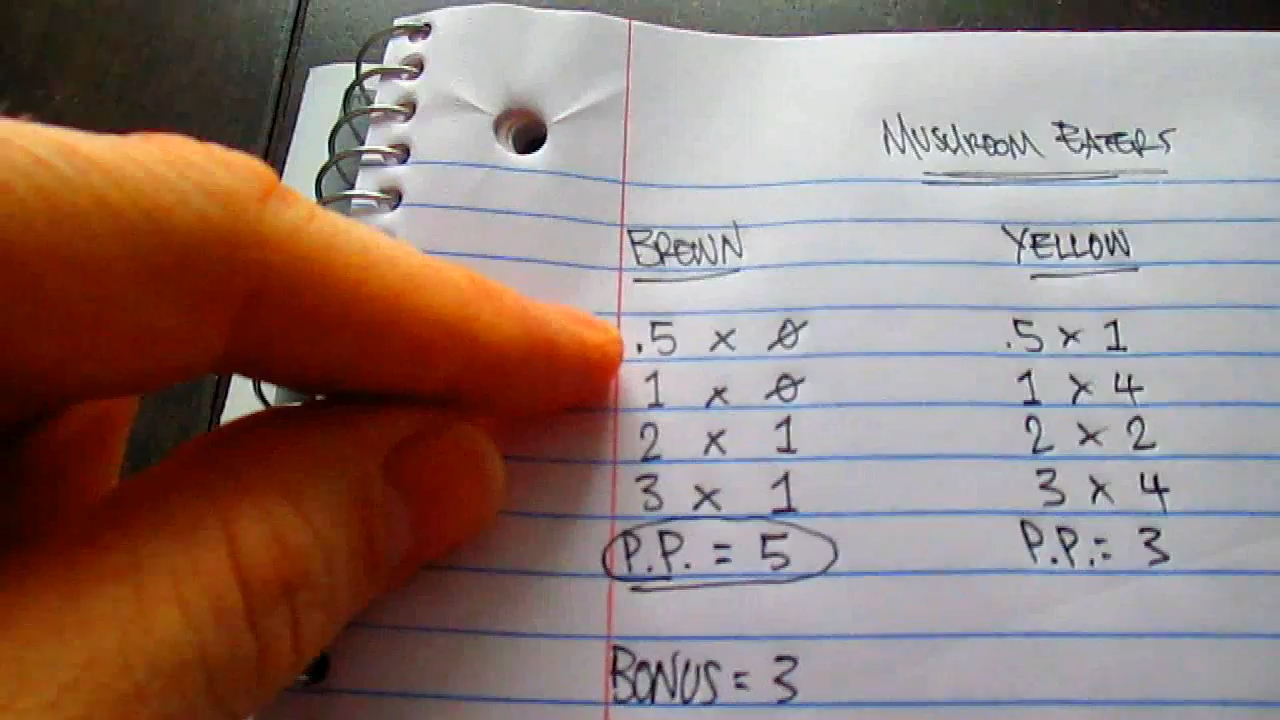 MUSHROOM EATERS
BROWN YELLOW
.5 x 0 .5 x 1
1 x 0 1 x 4
2 x 1 2 x 2
3 x 1 3 x 4
P.P. = 5 P.P. = 3
BONUS = 3